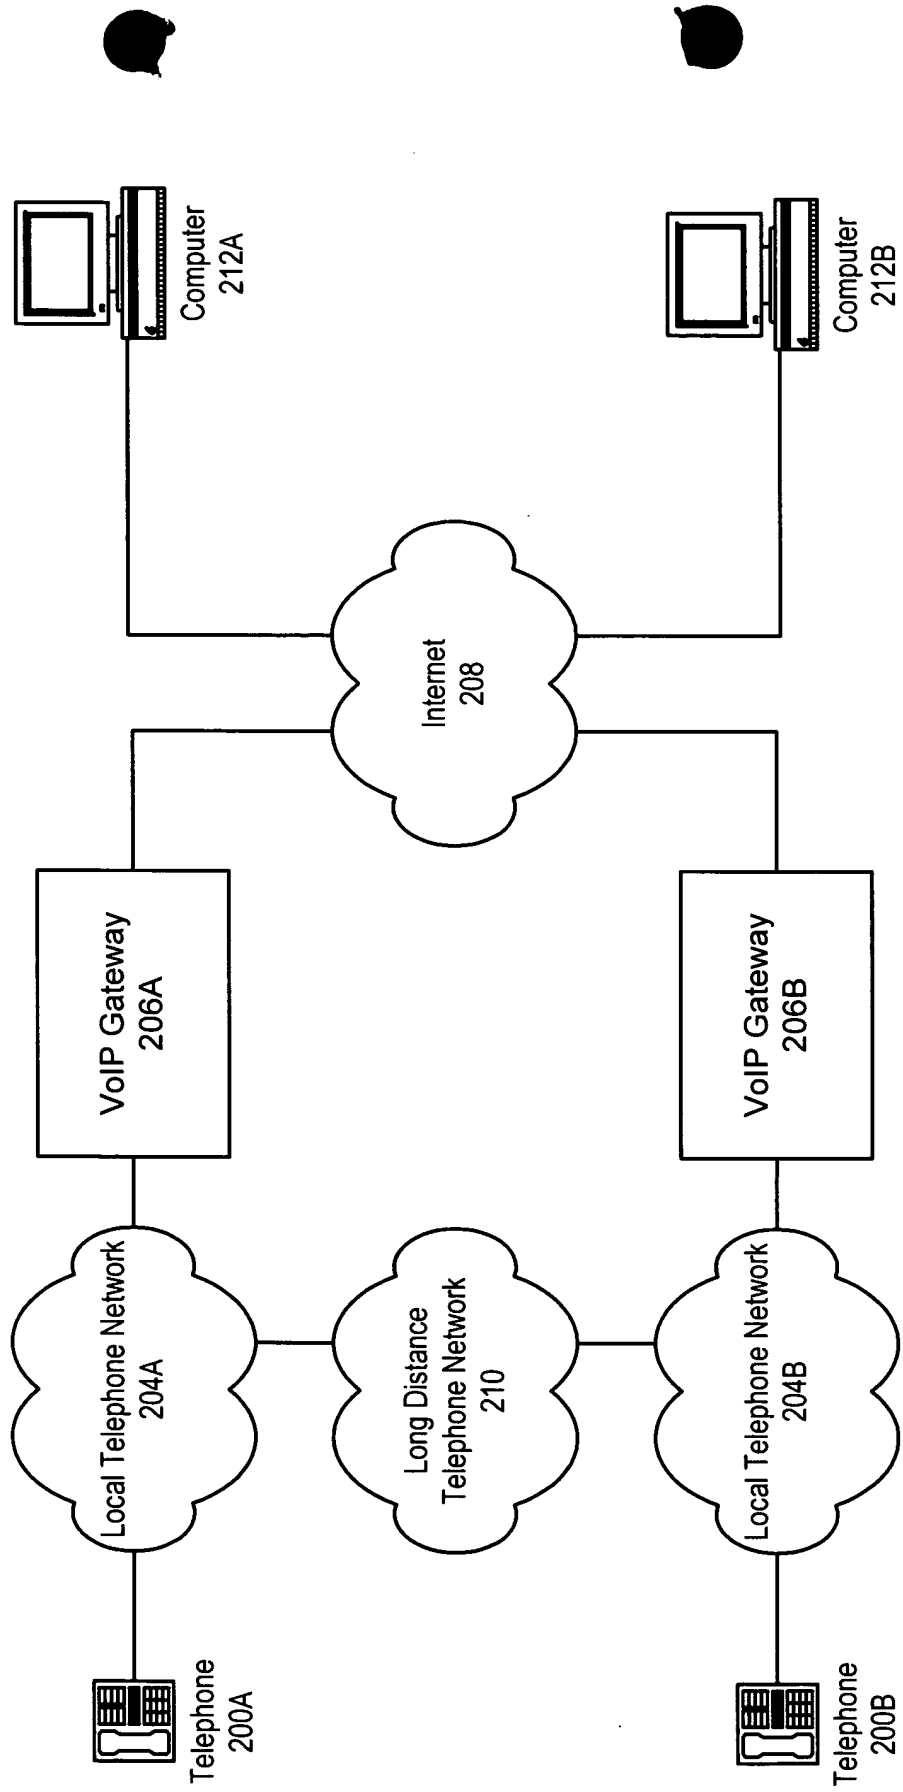 Telephone
200A
Local Telephone Network
204A
VoIP Gateway
206A
Computer
212A
Long Distance
Telephone Network
210
Internet
208
Telephone
200B
Local Telephone Network
204B
VoIP Gateway
206B
Computer
212B